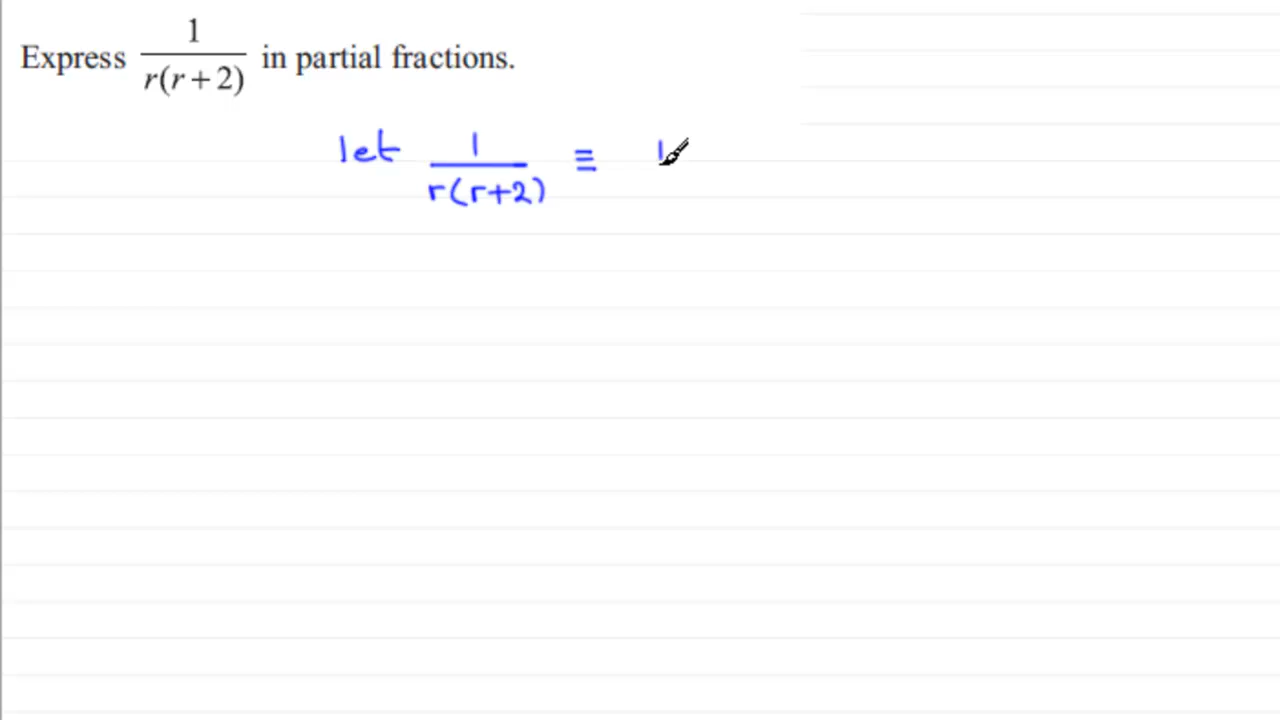 Express 1/r(r+2) in partial fractions.
let 1/r(r+2) ≡